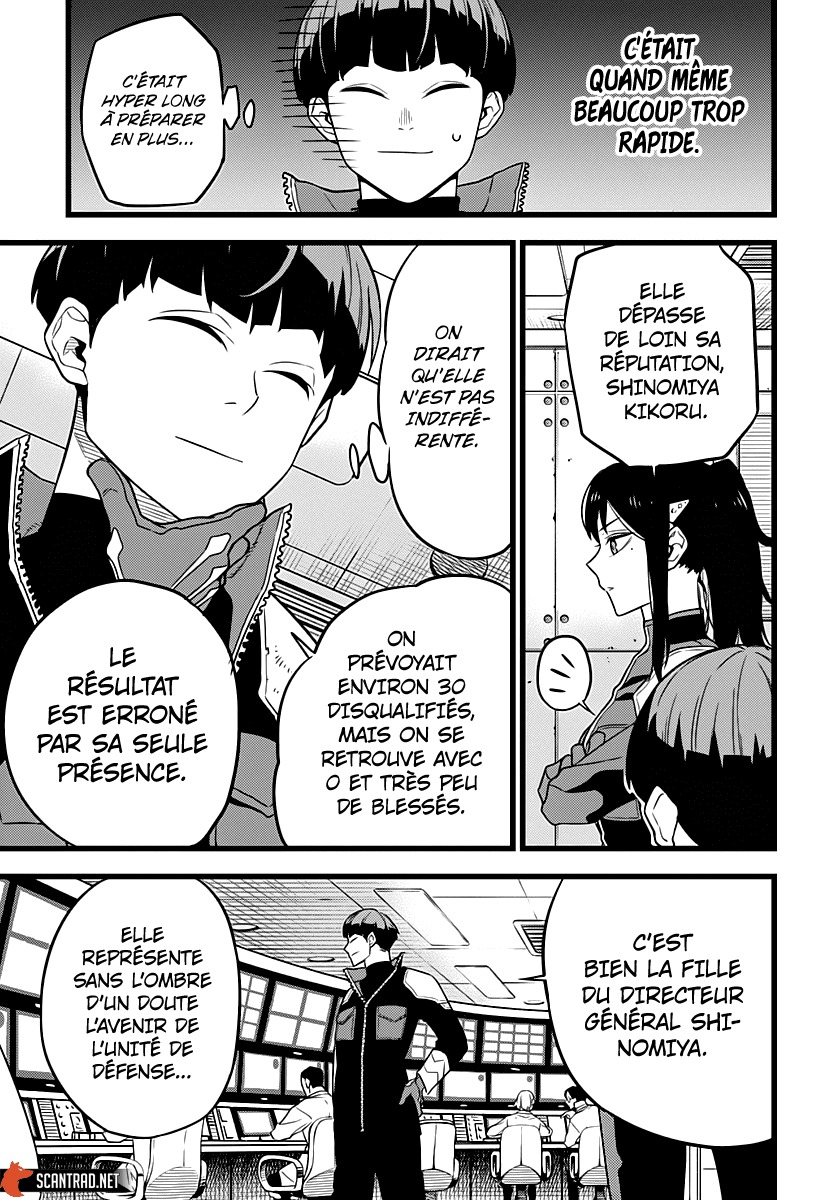 C'ÉTAIT
QUAND MÊME
BEAUCOUP TROP
RAPIDE.
C'ÉTAIT
HYPER LONG
À PRÉPARER
EN PLUS...
ELLE
DÉPASSE
DE LOIN SA
RÉPUTATION,
SHINOMIYA
KIKORU.
ON
DIRAIT
QU'ELLE
N'EST PAS
INDIFFÉ-
RENTE.
ON
PRÉVOYAIT
ENVIRON 30
DISQUALIFIÉS,
MAIS ON SE
RETROUVE AVEC
0 ET TRÈS PEU
DE BLESSÉS.
LE
RÉSULTAT
EST ERRONÉ
PAR SA SEULE
PRÉSENCE.
C'EST
BIEN LA FILLE
DU DIRECTEUR
GÉNÉRAL SHI-
NOMIYA.
ELLE
REPRÉSENTE
SANS L'OMBRE
D'UN DOUTE
L'AVENIR DE
L'UNITÉ DE
DÉFENSE...
SCANTRAD.NET